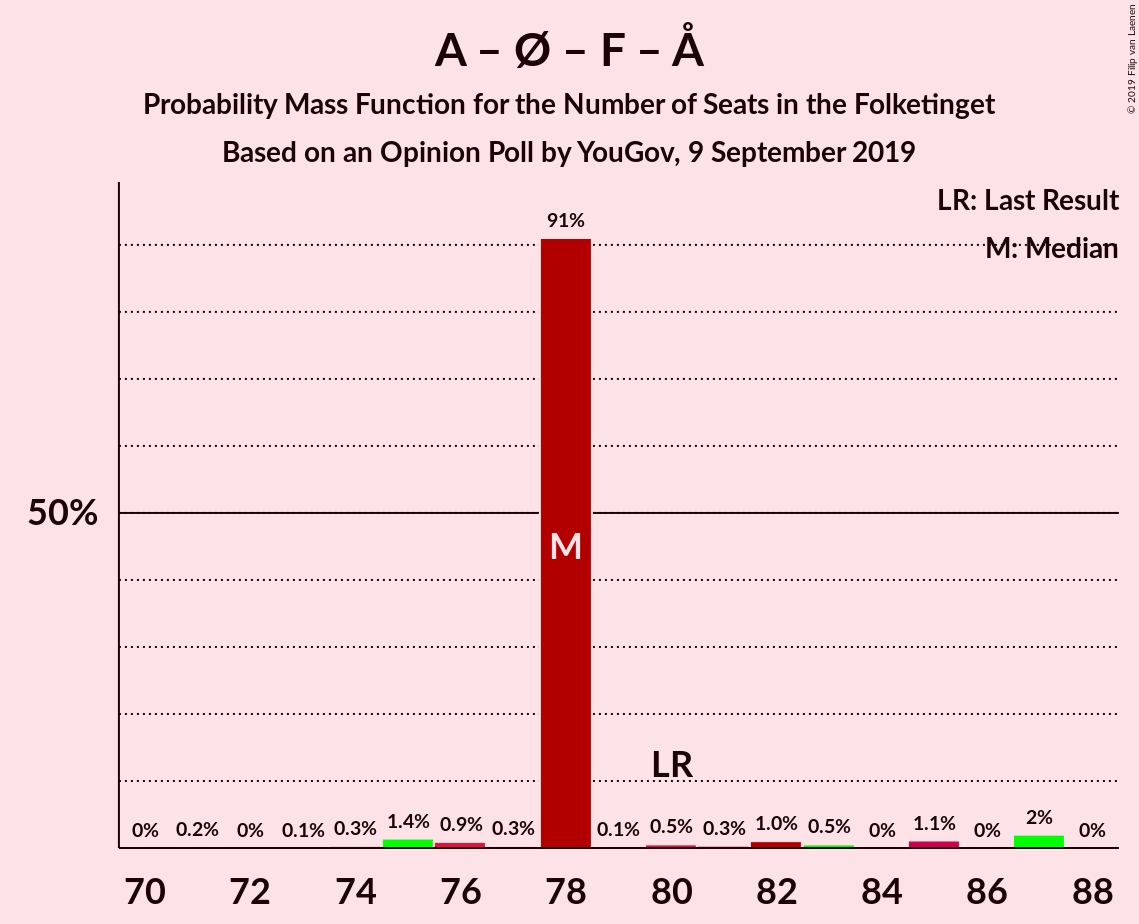 A – Ø – F – Å
Probability Mass Function for the Number of Seats in the Folketinget
Based on an Opinion Poll by YouGov, 9 September 2019
© 2019 Filip van Laenen
LR: Last Result
M: Median
91%
50%
M
LR
0% 0.2% 0% 0.1% 0.3% 1.4% 0.9% 0.3% 0.1% 0.5% 0.3% 1.0% 0.5% 0% 1.1% 0% 2% 0%
70 72 74 76 78 80 82 84 86 88